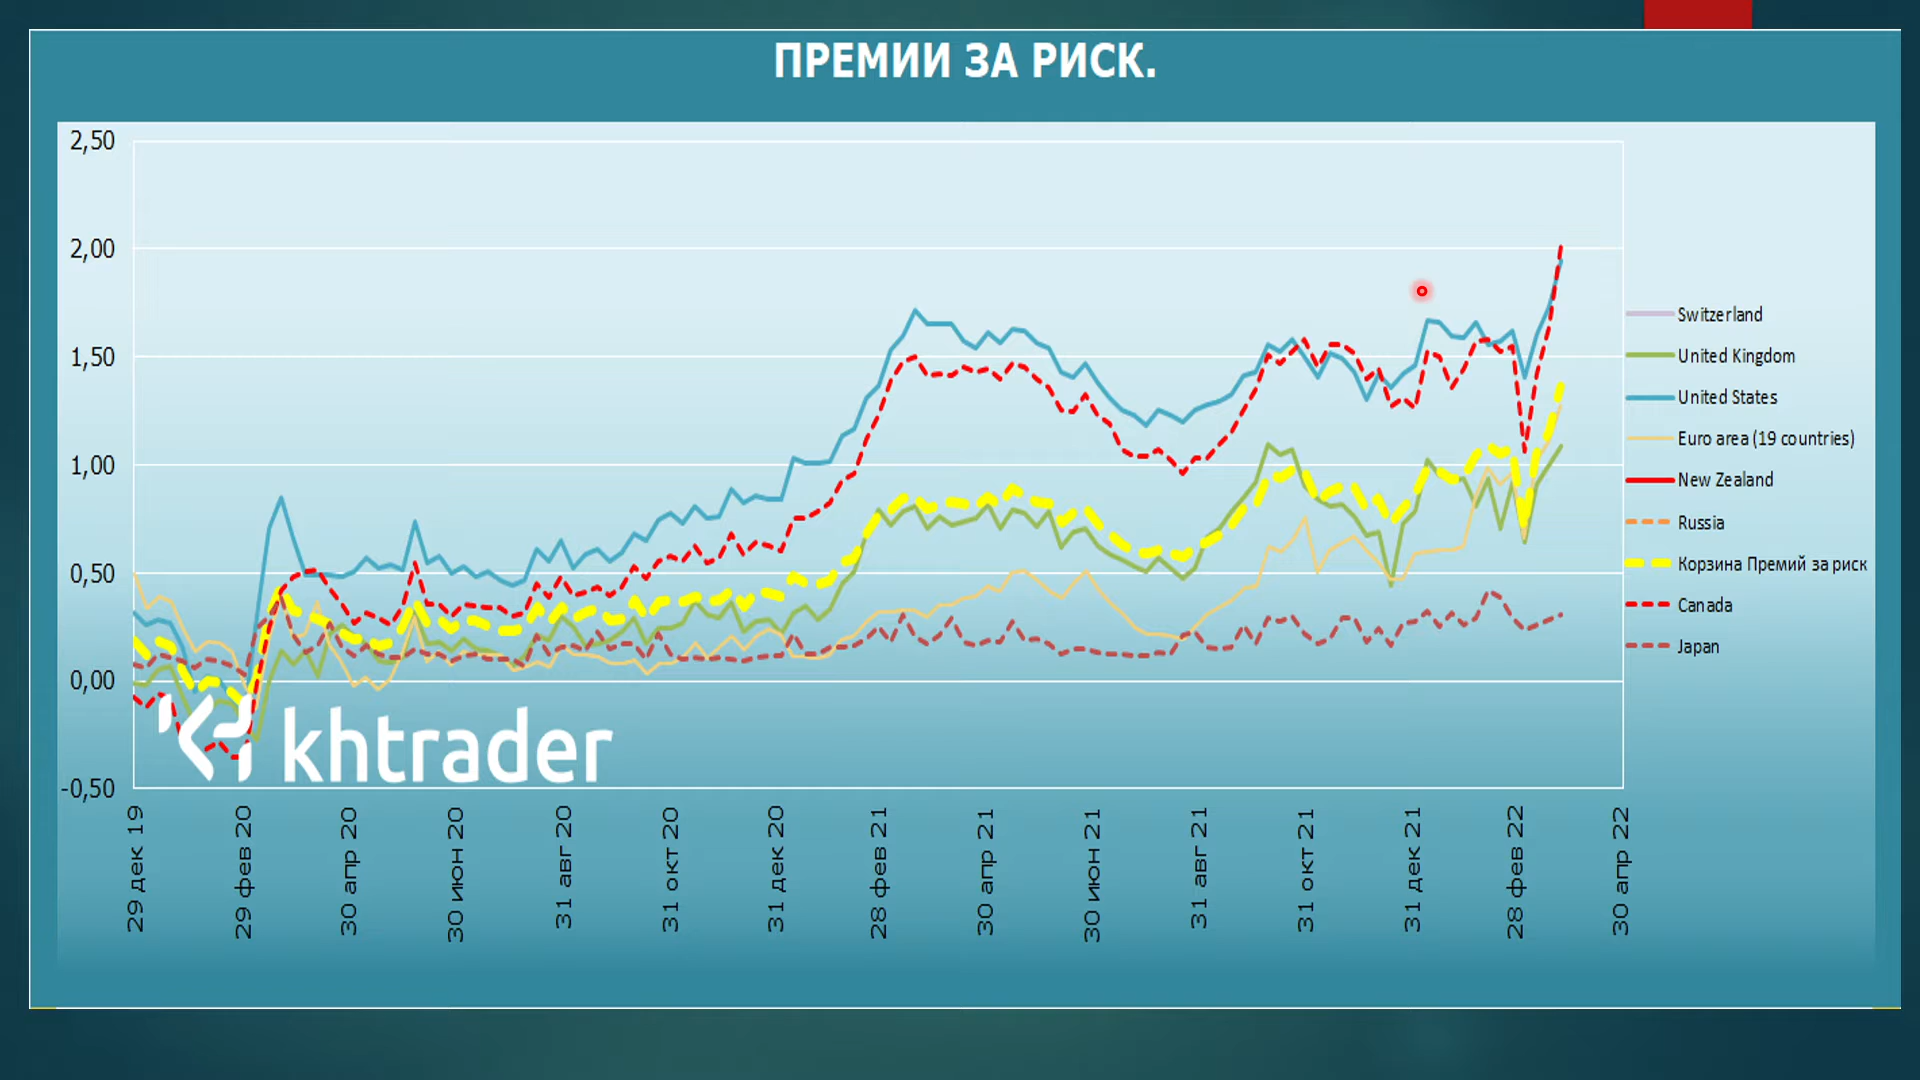 ПРЕМИИ ЗА РИСК.
2,50
2,00
1,50
1,00
0,50
0,00
-0,50
29 дек 19
29 фев 20
30 апр 20
30 июн 20
31 авг 20
31 окт 20
31 дек 20
28 фев 21
30 апр 21
30 июн 21
31 авг 21
31 окт 21
31 дек 21
28 фев 22
30 апр 22
Switzerland
United Kingdom
United States
Euro area (19 countries)
New Zealand
Russia
Корзина Премий за риск
Canada
Japan
khtrader